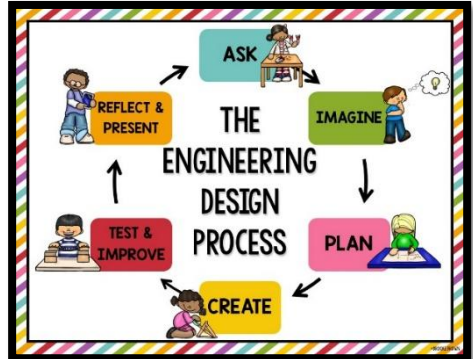 ASK
IMAGINE
PLAN
CREATE
TEST &
IMPROVE
REFLECT &
PRESENT
THE
ENGINEERING
DESIGN
PROCESS